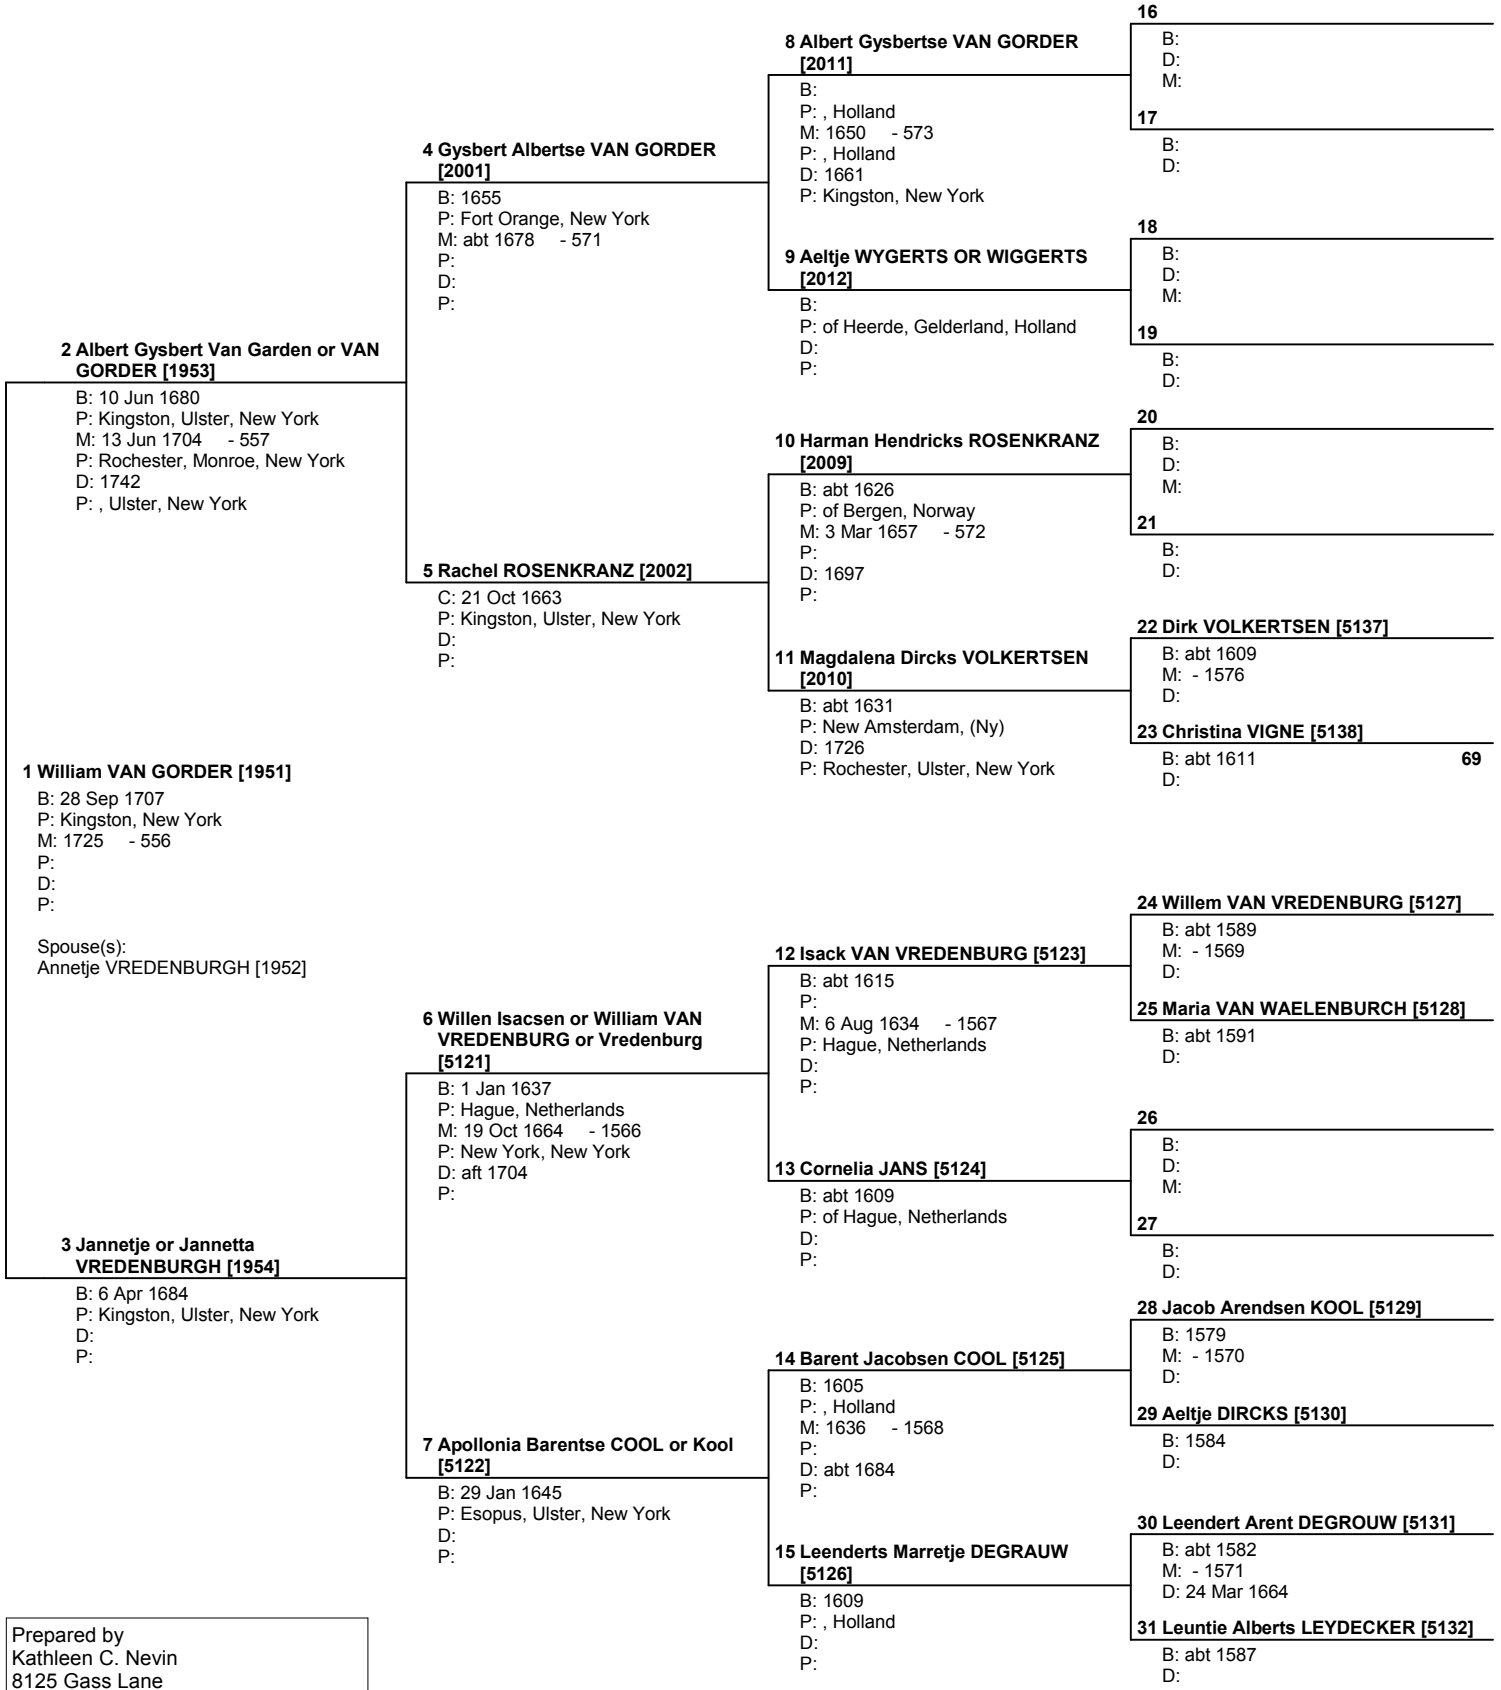 16
B:
D:
M:
8 Albert Gysbertse VAN GORDER
[2011]
B:
P: , Holland
M: 1650 - 573
P: , Holland
D: 1661
P: Kingston, New York
17
B:
D:
4 Gysbert Albertse VAN GORDER
[2001]
B: 1655
P: Fort Orange, New York
M: abt 1678 - 571
P:
D:
P:
18
B:
D:
M:
9 Aeltje WYGERTS OR WIGGERTS
[2012]
B:
P: of Heerde, Gelderland, Holland
D:
P:
19
B:
D:
2 Albert Gysbert Van Garden or VAN
GORDER [1953]
B: 10 Jun 1680
P: Kingston, Ulster, New York
M: 13 Jun 1704 - 557
P: Rochester, Monroe, New York
D: 1742
P: , Ulster, New York
20
B:
D:
M:
10 Harman Hendricks ROSENKRANZ
[2009]
B: abt 1626
P: of Bergen, Norway
M: 3 Mar 1657 - 572
P:
D: 1697
P:
21
B:
D:
5 Rachel ROSENKRANZ [2002]
C: 21 Oct 1663
P: Kingston, Ulster, New York
D:
P:
22 Dirk VOLKERTSEN [5137]
B: abt 1609
M: - 1576
D:
11 Magdalena Dircks VOLKERTSEN
[2010]
B: abt 1631
P: New Amsterdam, (Ny)
D: 1726
P: Rochester, Ulster, New York
23 Christina VIGNE [5138]
B: abt 1611 69
D:
1 William VAN GORDER [1951]
B: 28 Sep 1707
P: Kingston, New York
M: 1725 - 556
P:
D:
P:
Spouse(s):
Annetje VREDENBURGH [1952]
24 Willem VAN VREDENBURG [5127]
B: abt 1589
M: - 1569
D:
12 Isack VAN VREDENBURG [5123]
B: abt 1615
P:
M: 6 Aug 1634 - 1567
P: Hague, Netherlands
D:
P:
25 Maria VAN WAELENBURCH [5128]
B: abt 1591
D:
6 Willen Isacsen or William VAN
VREDENBURG or Vredenburg
[5121]
B: 1 Jan 1637
P: Hague, Netherlands
M: 19 Oct 1664 - 1566
P: New York, New York
D: aft 1704
P:
26
B:
D:
M:
13 Cornelia JANS [5124]
B: abt 1609
P: of Hague, Netherlands
D:
P:
27
B:
D:
3 Jannetje or Jannetta
VREDENBURGH [1954]
B: 6 Apr 1684
P: Kingston, Ulster, New York
D:
P:
28 Jacob Arendsen KOOL [5129]
B: 1579
M: - 1570
D:
14 Barent Jacobsen COOL [5125]
B: 1605
P: , Holland
M: 1636 - 1568
P:
D: abt 1684
P:
29 Aeltje DIRCKS [5130]
B: 1584
D:
7 Apollonia Barentse COOL or Kool
[5122]
B: 29 Jan 1645
P: Esopus, Ulster, New York
D:
P:
30 Leendert Arent DEGROUW [5131]
B: abt 1582
M: - 1571
D: 24 Mar 1664
15 Leenderts Marretje DEGRAUW
[5126]
B: 1609
P: , Holland
D:
P:
31 Leuntie Alberts LEYDECKER [5132]
B: abt 1587
D:
Prepared by
Kathleen C. Nevin
8125 Gass Lane